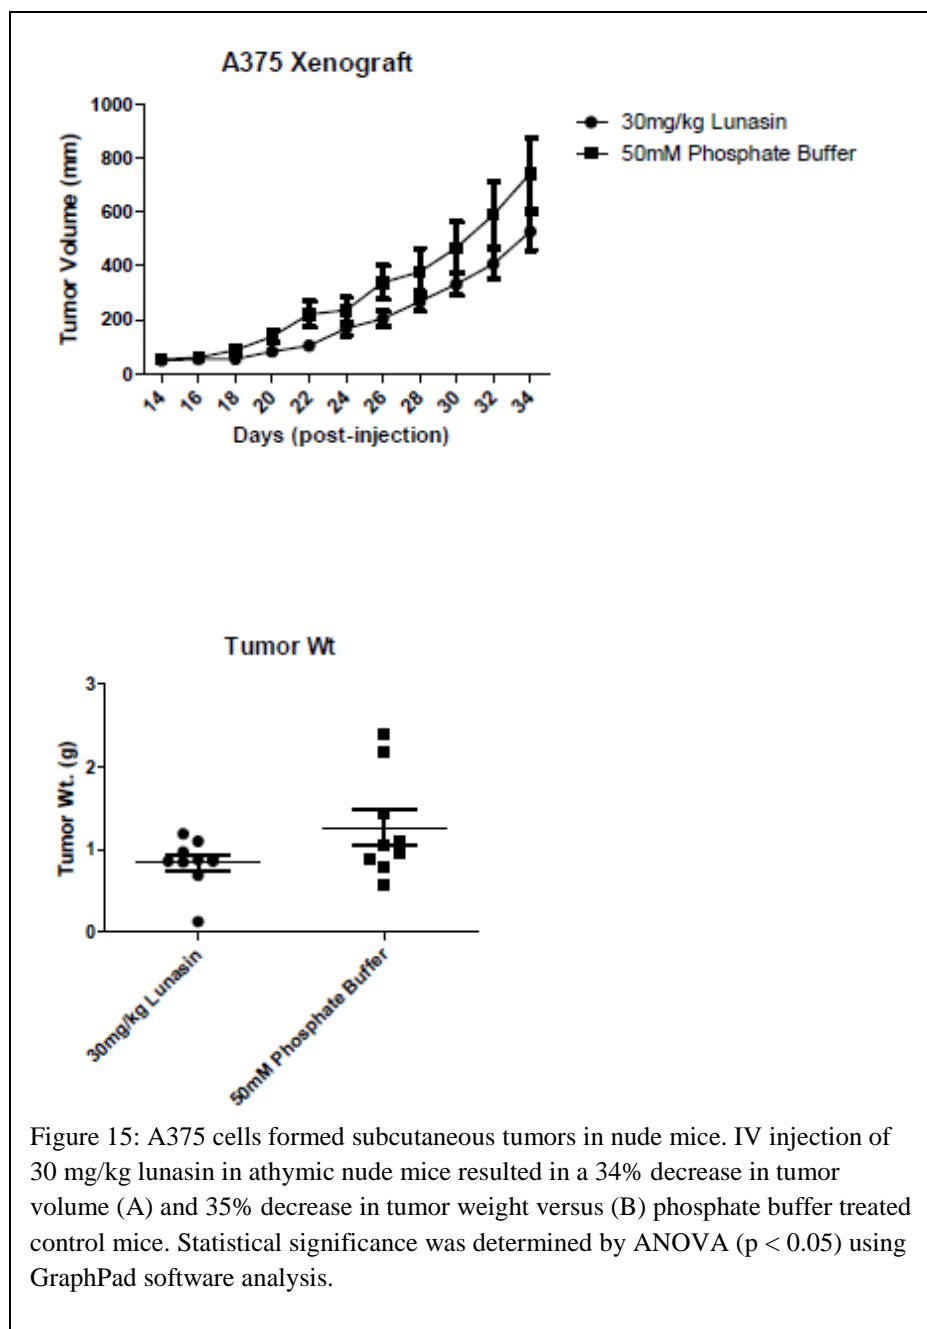 A375 Xenograft
1000
800
600
400
200
0
Tumor Volume (mm)
14 16 18 20 22 24 26 28 30 32 34
Days (post-injection)
30mg/kg Lunasin
50mM Phosphate Buffer
Tumor Wt
3
2
1
0
Tumor Wt. (g)
30mg/kg Lunasin
50mM Phosphate Buffer
Figure 15: A375 cells formed subcutaneous tumors in nude mice. IV injection of
30 mg/kg lunasin in athymic nude mice resulted in a 34% decrease in tumor
volume (A) and 35% decrease in tumor weight versus (B) phosphate buffer treated
control mice. Statistical significance was determined by ANOVA (p < 0.05) using
GraphPad software analysis.